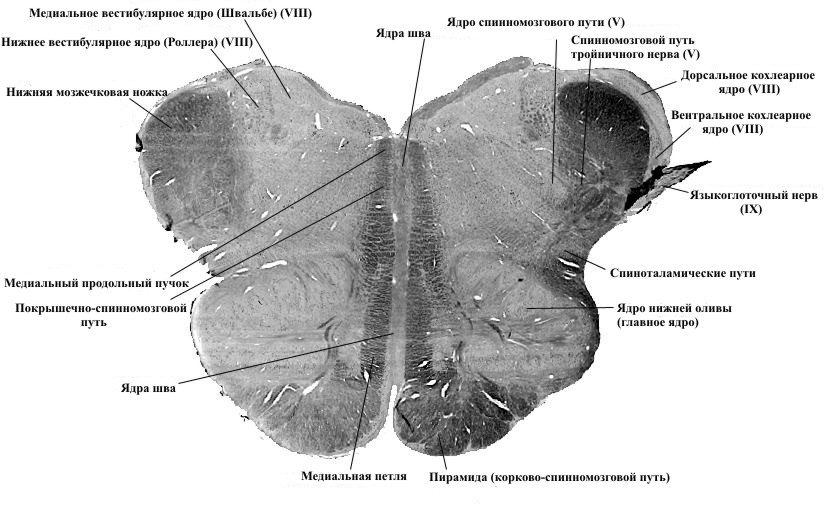 Медиальное вестибулярное ядро (Швальбе) (VIII)
Нижнее вестибулярное ядро (Роллера) (VIII)
Нижняя мозжечковая ножка
Ядра шва
Ядро спинномозгового пути (V)
Спинномозговой путь
тройничного нерва (V)
Дорсальное кохлеарное
ядро (VIII)
Вентральное кохлеарное
ядро (VIII)
Языкоглоточный нерв
(IX)
Медиальный продольный пучок
Покрышечно-спинномозговой
путь
Спиноталамические пути
Ядро нижней оливы
(главное ядро)
Ядра шва
Медиальная петля
Пирамида (корково-спинномозговой путь)